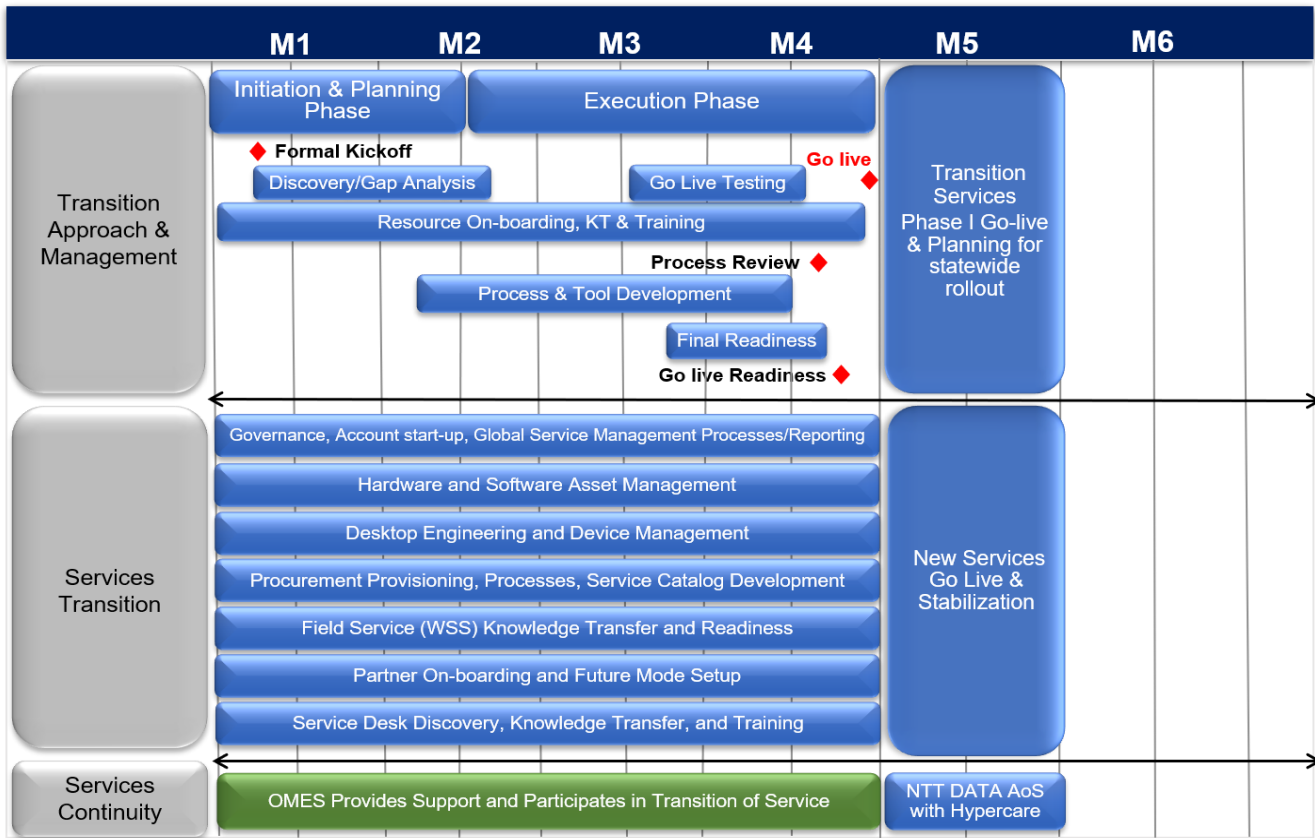 M1 M2 M3 M4 M5 M6
Transition
Approach &
Management
Initiation & Planning
Phase
Execution Phase
Formal Kickoff
Go live
Discovery/Gap Analysis
Go Live Testing
Resource On-boarding, KT & Training
Process Review
Process & Tool Development
Final Readiness
Go live Readiness
Transition
Services
Phase I Go-live
& Planning for
statewide
rollout
Services
Transition
Governance, Account start-up, Global Service Management Processes/Reporting
Hardware and Software Asset Management
Desktop Engineering and Device Management
Procurement Provisioning, Processes, Service Catalog Development
Field Service (WSS) Knowledge Transfer and Readiness
Partner On-boarding and Future Mode Setup
Service Desk Discovery, Knowledge Transfer, and Training
New Services
Go Live &
Stabilization
Services
Continuity
OMES Provides Support and Participates in Transition of Service
NTT DATA AoS
with Hypercare